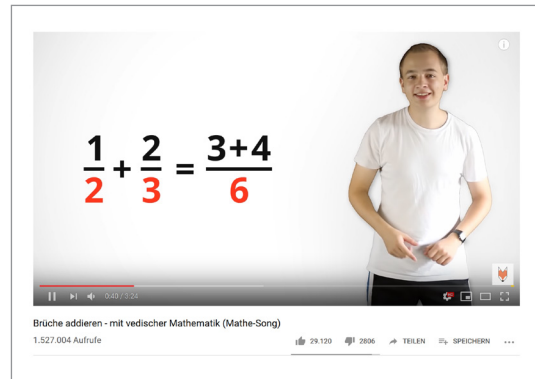 1/2 + 2/3 = 3+4/6
0:40 / 3:24
Brüche addieren - mit vedischer Mathematik (Mathe-Song)
1.527.004 Aufrufe
29.120 2806 TEILEN SPEICHERN